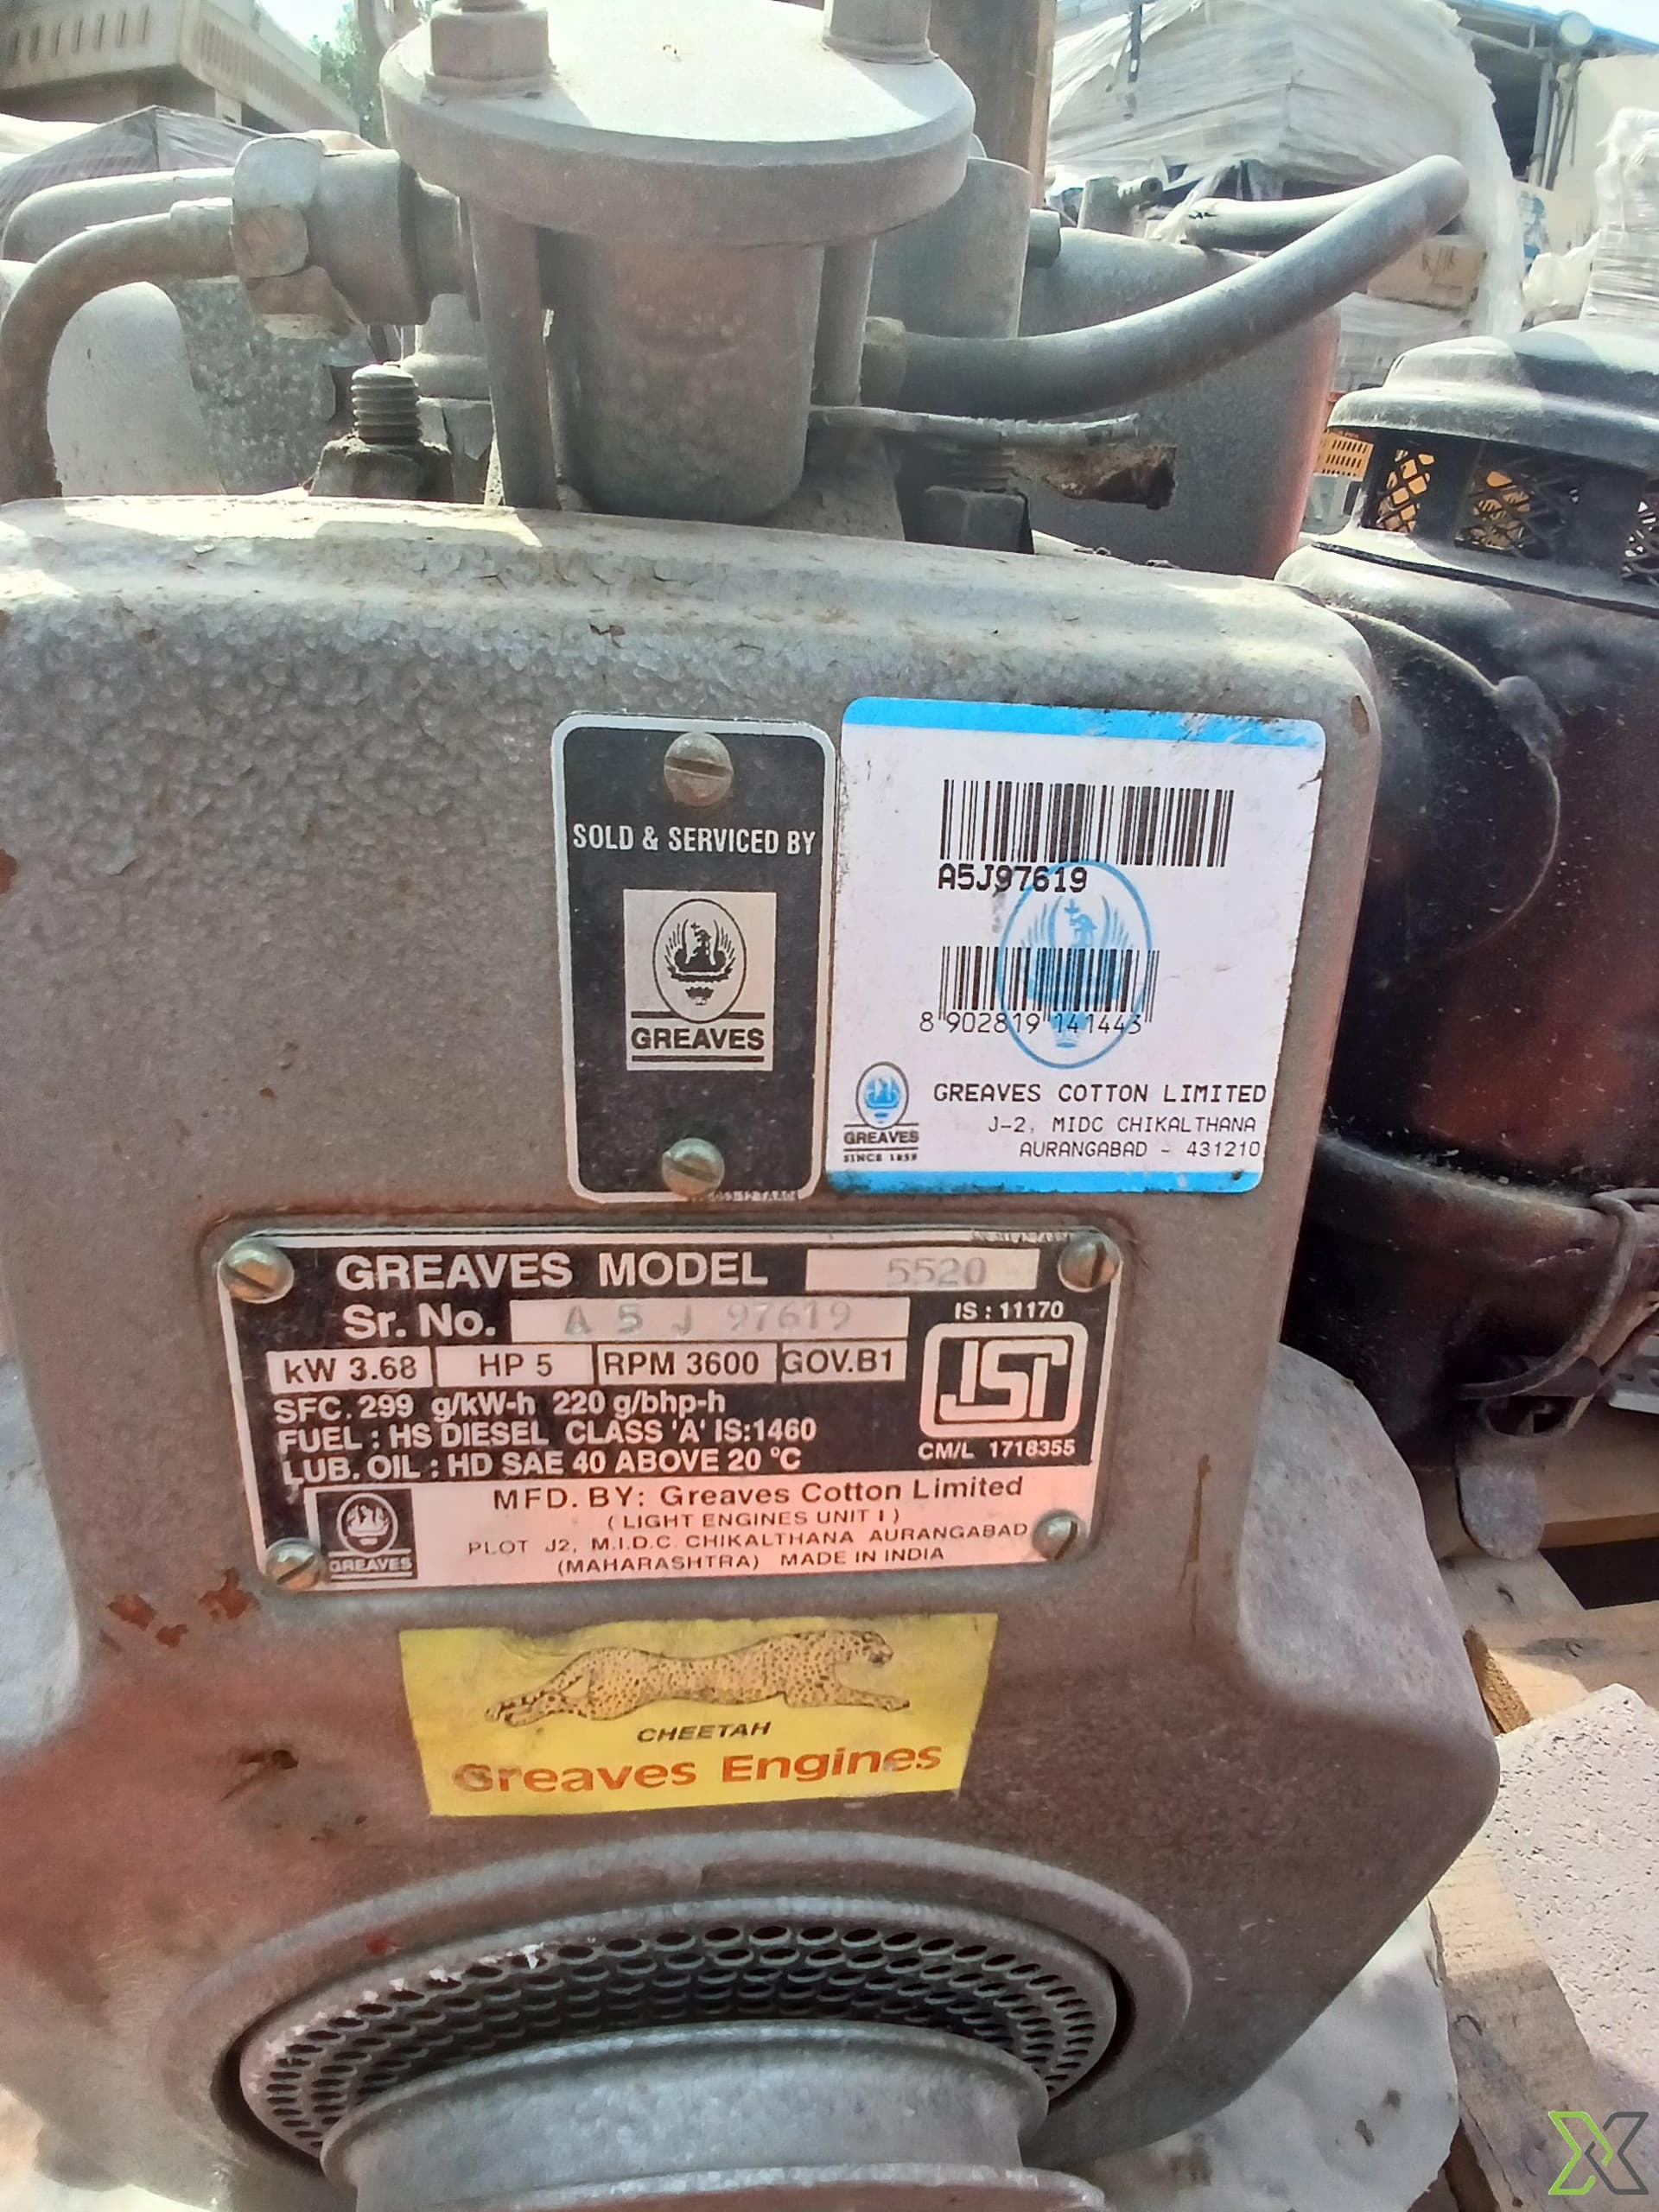 SOLD & SERVICED BY
GREAVES
A5J97619
8 902819 141443
GREAVES COTTON LIMITED
J-2, MIDC CHIKALTHANA
AURANGABAD - 431210
GREAVES
SINCE 1859
GREAVES MODEL 5520
Sr. No. A 5 J 97619
IS : 11170
kW 3.68 HP 5 RPM 3600 GOV.B1
SFC. 299 g/kW-h 220 g/bhp-h
FUEL : HS DIESEL CLASS 'A' IS:1460
LUB. OIL : HD SAE 40 ABOVE 20 °C
ISI
CM/L 1718355
MFD. BY: Greaves Cotton Limited
( LIGHT ENGINES UNIT I )
PLOT J2, M.I.D.C. CHIKALTHANA AURANGABAD
(MAHARASHTRA) MADE IN INDIA
GREAVES
CHEETAH
Greaves Engines